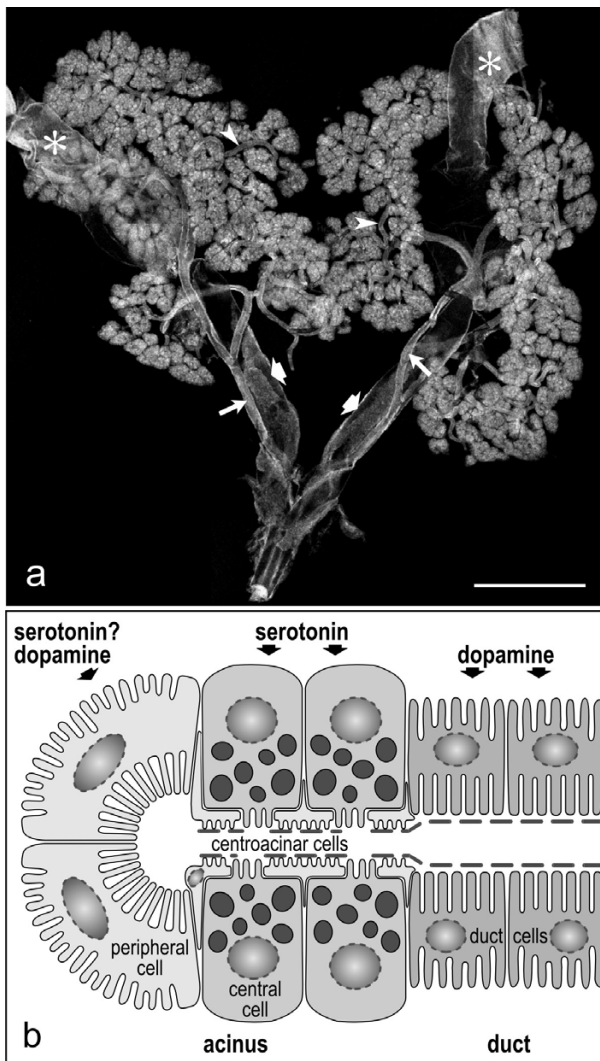 *
*
a
serotonin?
dopamine
serotonin
dopamine
centroacinar cells
peripheral
cell
central
cell
duct cells
b
acinus
duct